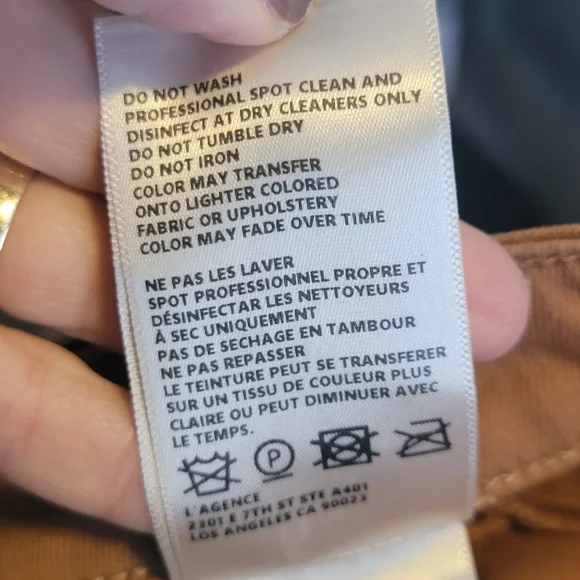 DO NOT WASH
PROFESSIONAL SPOT CLEAN AND
DISINFECT AT DRY CLEANERS ONLY
DO NOT TUMBLE DRY
DO NOT IRON
COLOR MAY TRANSFER
ONTO LIGHTER COLORED
FABRIC OR UPHOLSTERY
COLOR MAY FADE OVER TIME
NE PAS LES LAVER
SPOT PROFESSIONNEL PROPRE ET
DÉSINFECTAR LES NETTOYEURS
À SEC UNIQUEMENT
PAS DE SECHAGE EN TAMBOUR
NE PAS REPASSER
LE TEINTURE PEUT SE TRANSFERER
SUR UN TISSU DE COULEUR PLUS
CLAIRE OU PEUT DIMINUER AVEC
LE TEMPS.
P
L'AGENCE
2301 E 7TH ST STE A401
LOS ANGELES CA 90023